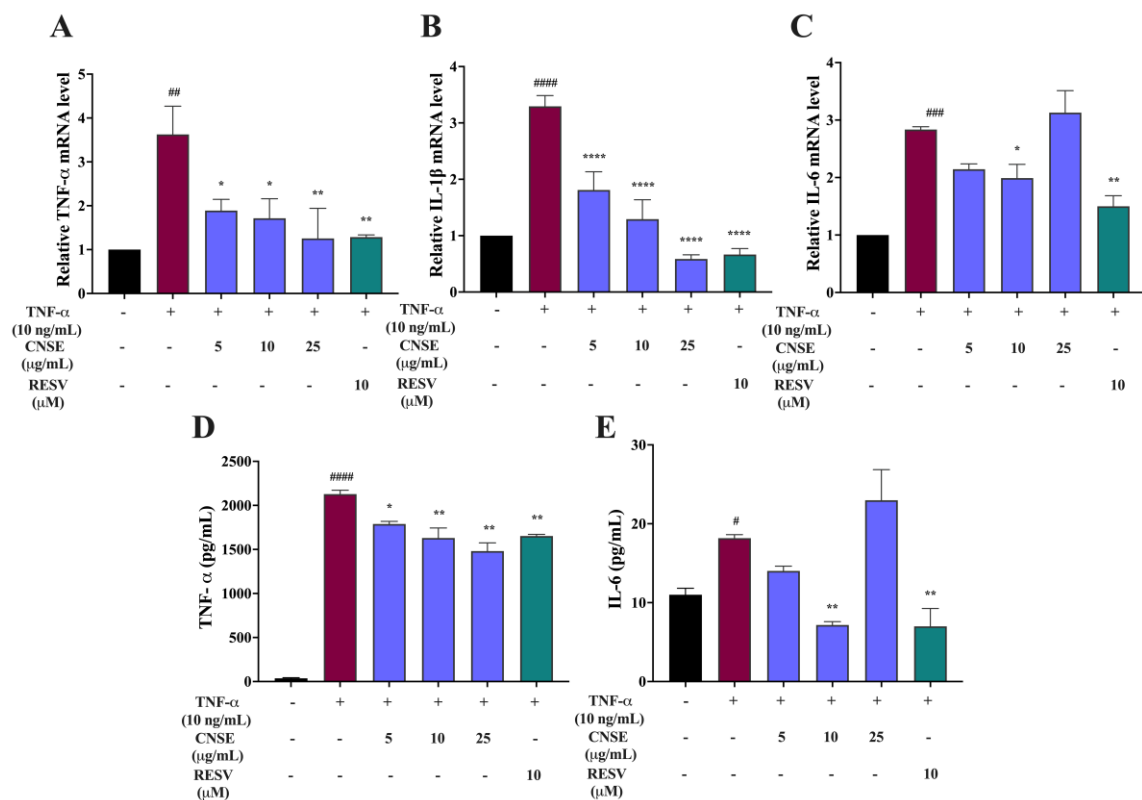 A
Relative TNF-α mRNA level
5
4
3
2
1
0
##
*
*
**
**
TNF-α - + + + + +
(10 ng/mL)
CNSE - - 5 10 25 -
(μg/mL)
RESV - - - - - 10
(μM)
B
Relative IL-1β mRNA level
4
3
2
1
0
####
****
****
****
****
TNF-α - + + + + +
(10 ng/mL)
CNSE - - 5 10 25 -
(μg/mL)
RESV - - - - - 10
(μM)
C
Relative IL-6 mRNA level
4
3
2
1
0
###
*
**
TNF-α - + + + + +
(10 ng/mL)
CNSE - - 5 10 25 -
(μg/mL)
RESV - - - - - 10
(μM)
D
TNF- α (pg/mL)
2500
2000
1500
1000
500
0
####
*
**
**
**
TNF-α - + + + + +
(10 ng/mL)
CNSE - - 5 10 25 -
(μg/mL)
RESV - - - - - 10
(μM)
E
IL-6 (pg/mL)
30
20
10
0
#
**
**
TNF-α - + + + + +
(10 ng/mL)
CNSE - - 5 10 25 -
(μg/mL)
RESV - - - - - 10
(μM)